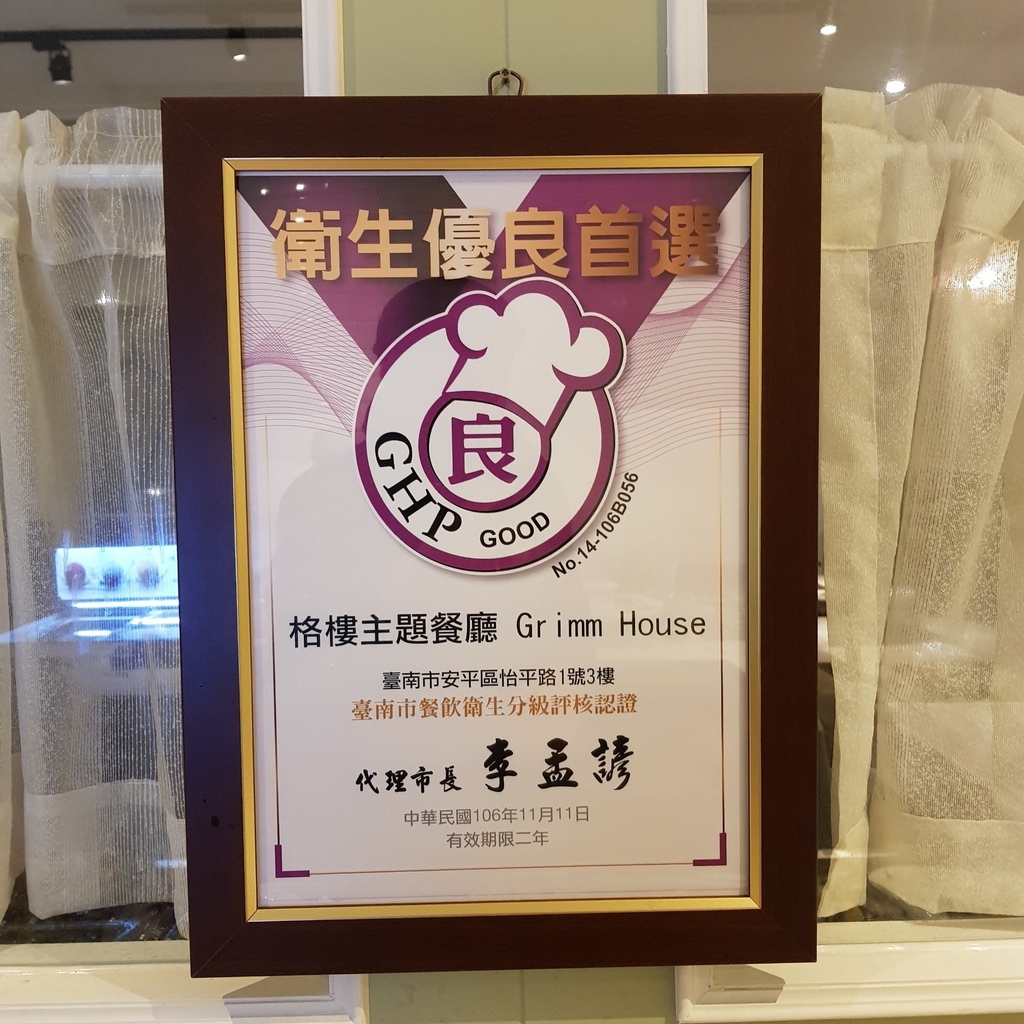 衛生優良首選
良
GHP GOOD
No.14-106B056
格樓主題餐廳 Grimm House
臺南市安平區怡平路1號3樓
臺南市餐飲衛生分級評核認證
代理市長 李孟諺
中華民國106年11月11日
有效期限二年